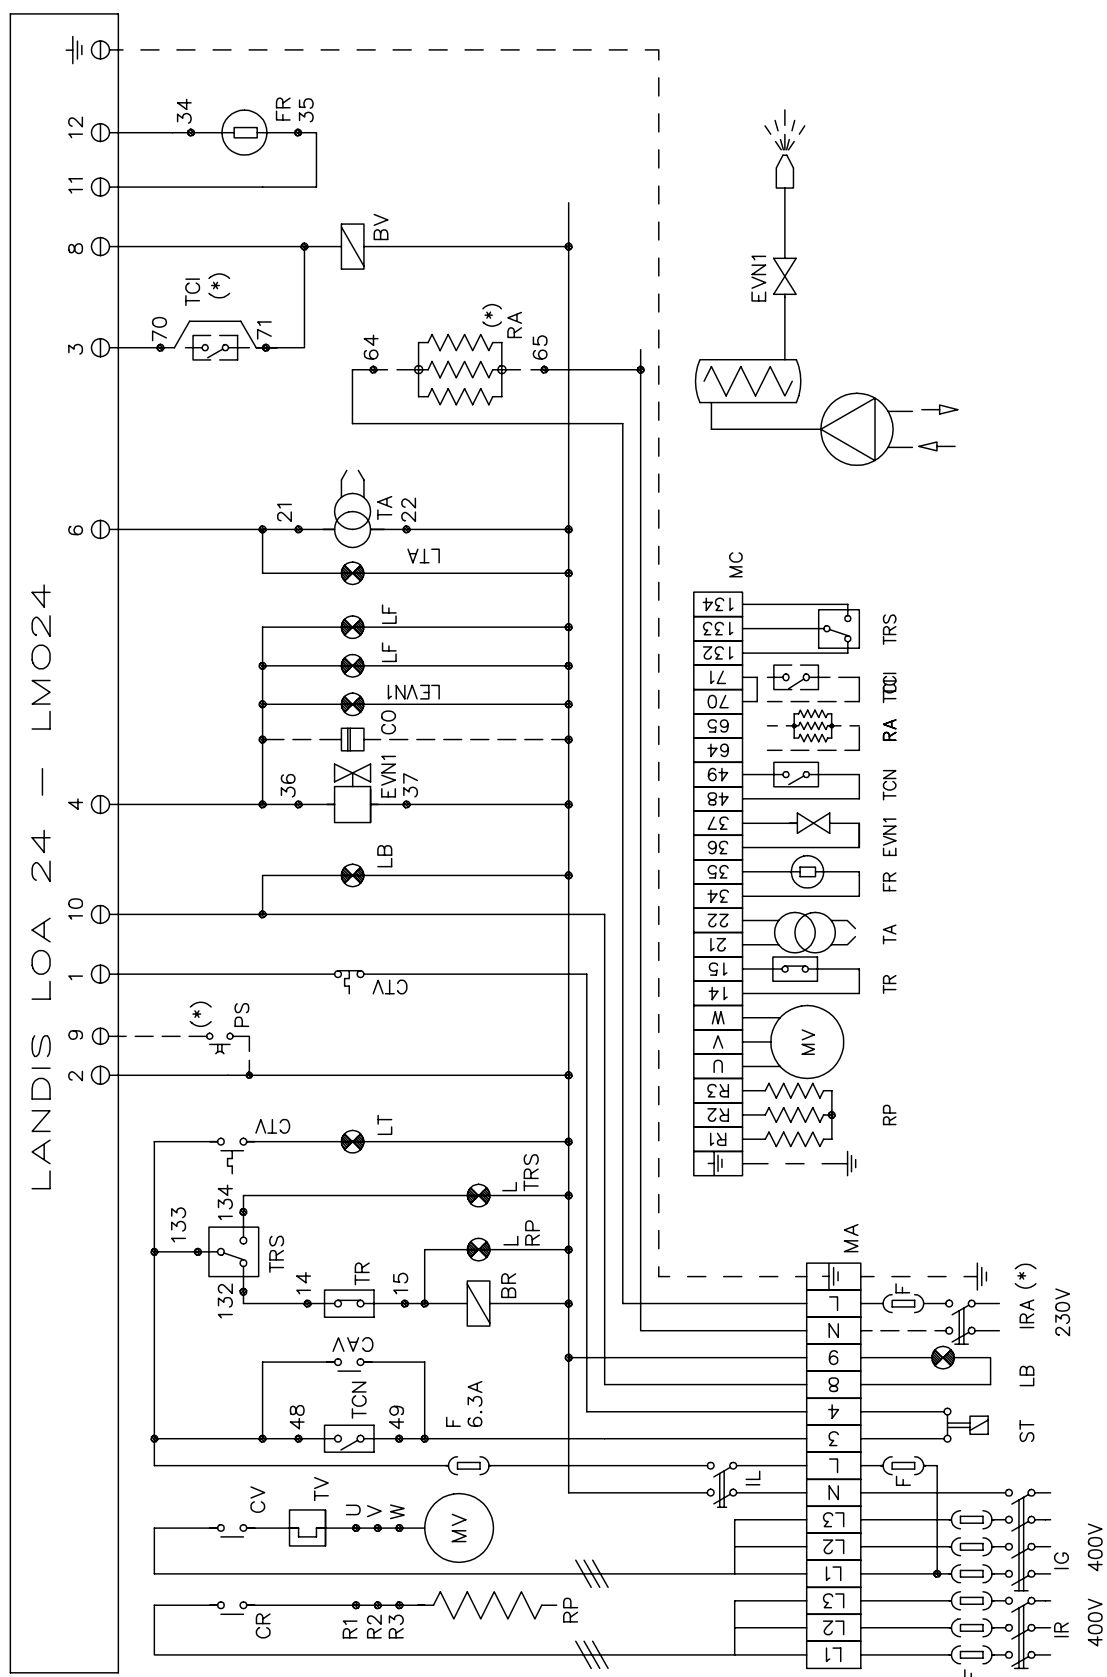 LANDIS LOA 24 - LMO24
12
11
8
3
6
4
10
1
9
2
34
FR
35
BV
TCI
(*)
70
71
64
(*)
RA
65
EVN1
21
TA
22
LTA
LF
LF
LEVN1
CO
36
EVN1
37
LB
CTV
(*)
PS
CTV
LT
133
134
TRS
132
L
TRS
L
RP
14
TR
15
BR
CAV
48
TCN
49
F
6.3A
IL
CV
TV
U
V
W
MV
CR
R1
R2
R3
RP
MC
134
133
132
71
70
65
64
49
48
37
36
35
34
22
21
15
14
W
V
U
R3
R2
R1
TRS
RA
TCN
EVN1
FR
TA
TR
MV
RP
MA
L
N
9
8
4
3
L
N
L3
L2
L1
L3
L2
L1
F
F
IRA (*)
230V
LB
ST
IG
400V
IR
400V